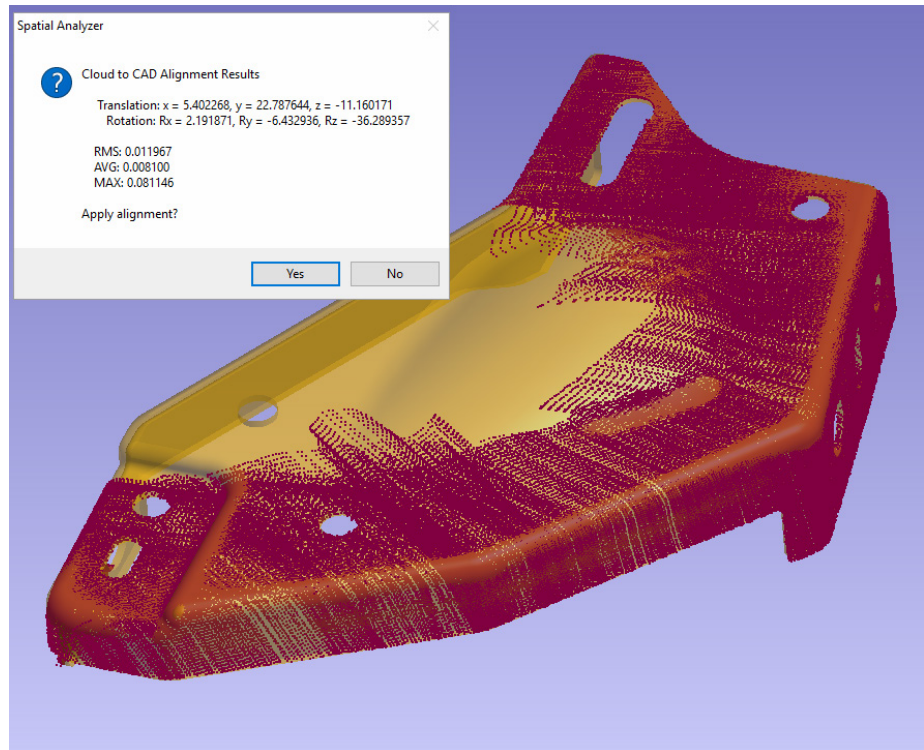 Spatial Analyzer
Cloud to CAD Alignment Results
Translation: x = 5.402268, y = 22.787644, z = -11.160171
Rotation: Rx = 2.191871, Ry = -6.432936, Rz = -36.289357
RMS: 0.011967
AVG: 0.008100
MAX: 0.081146
Apply alignment?
Yes
No